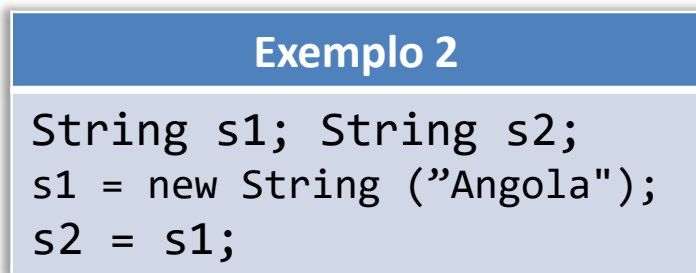 Exemplo 2
String s1; String s2;
s1 = new String (”Angola");
s2 = s1;